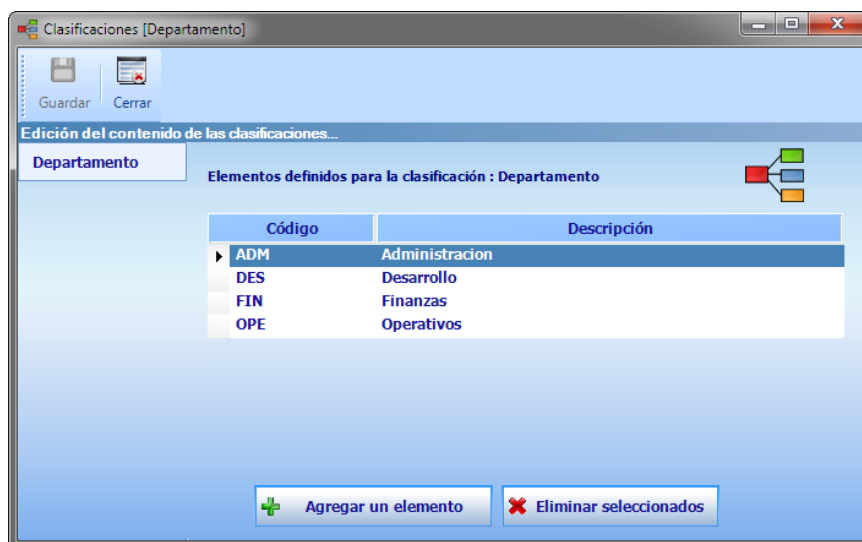 Clasificaciones [Departamento]
Guardar Cerrar
Edición del contenido de las clasificaciones...
Departamento
Elementos definidos para la clasificación : Departamento
Código Descripción
ADM Administracion
DES Desarrollo
FIN Finanzas
OPE Operativos
Agregar un elemento Eliminar seleccionados